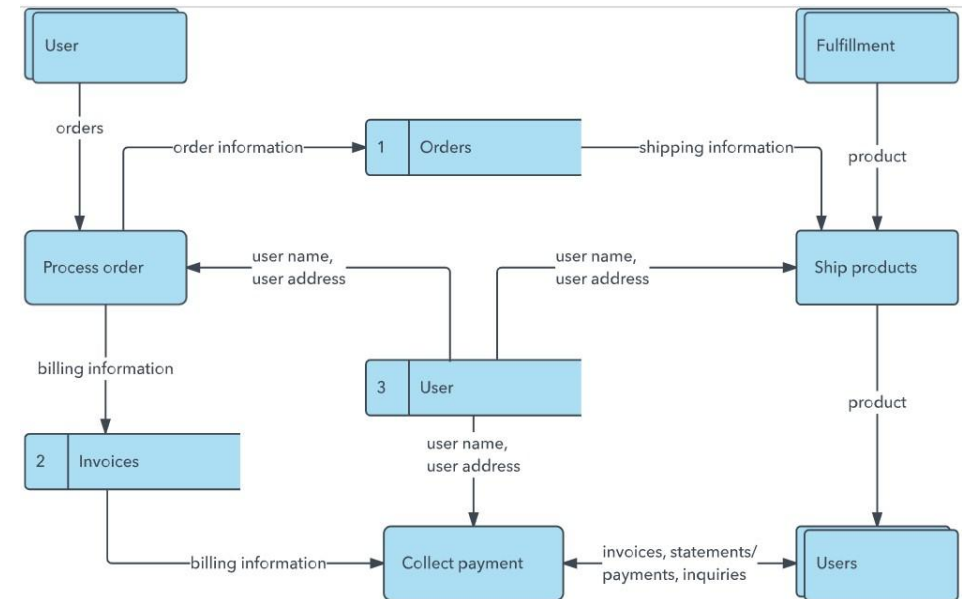 User
Fulfillment
orders
order information
1
Orders
shipping information
product
Process order
user name,
user address
user name,
user address
Ship products
billing information
3
User
product
2
Invoices
user name,
user address
billing information
Collect payment
invoices, statements/
payments, inquiries
Users